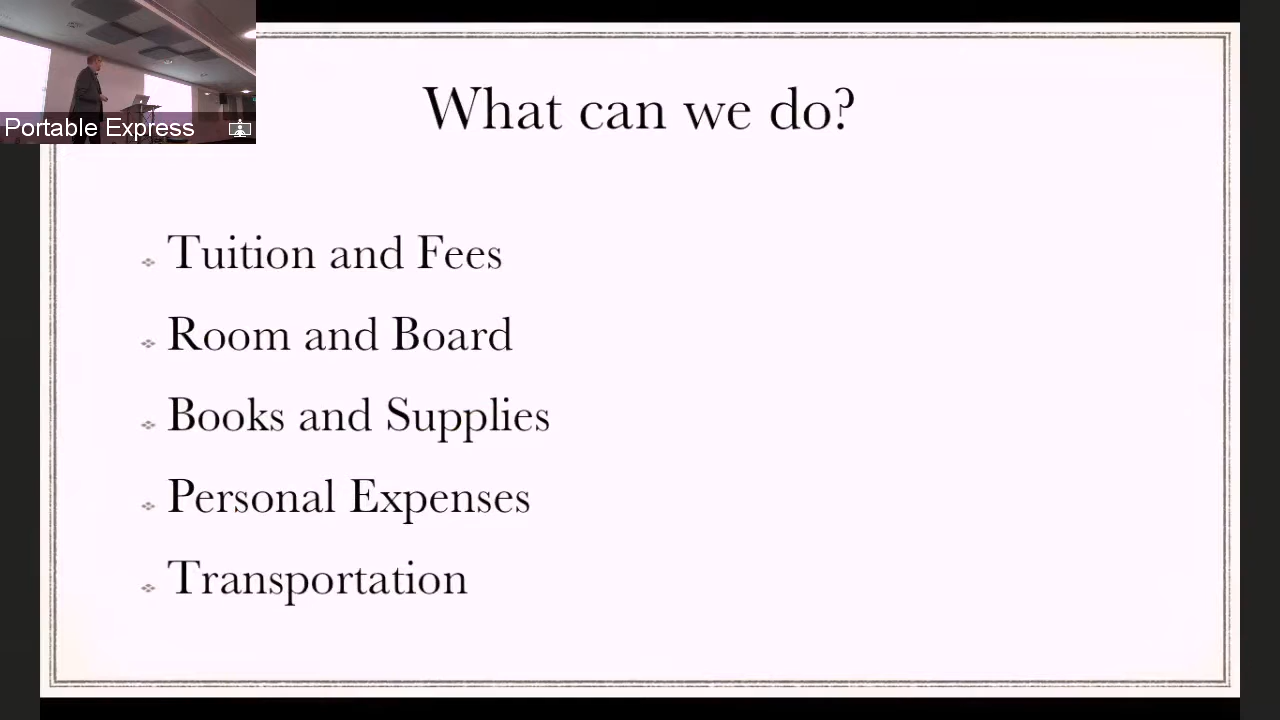 Portable Express
What can we do?
Tuition and Fees
Room and Board
Books and Supplies
Personal Expenses
Transportation